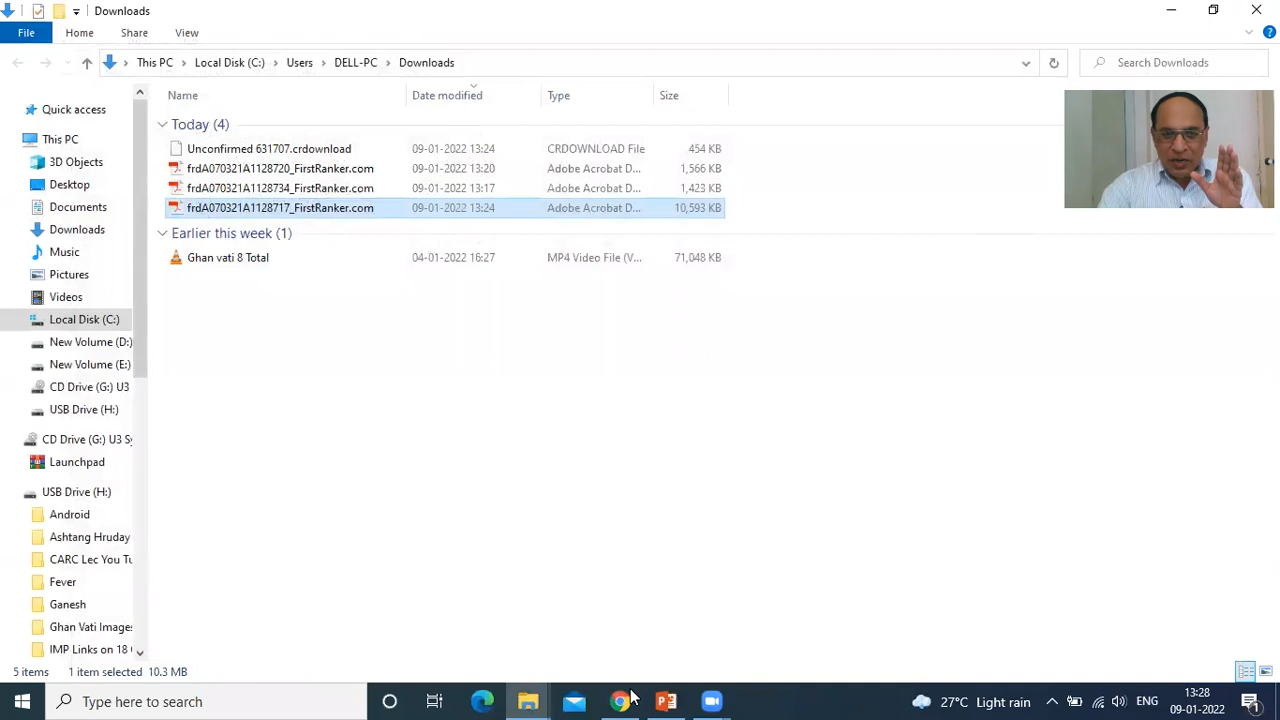 Downloads
File Home Share View
This PC Local Disk (C:) Users DELL-PC Downloads Search Downloads
Name Date modified Type Size
Today (4)
Unconfirmed 631707.crdownload 09-01-2022 13:24 CRDOWNLOAD File 454 KB
frdA070321A1128720_FirstRanker.com 09-01-2022 13:20 Adobe Acrobat D... 1,566 KB
frdA070321A1128734_FirstRanker.com 09-01-2022 13:17 Adobe Acrobat D... 1,423 KB
frdA070321A1128717_FirstRanker.com 09-01-2022 13:24 Adobe Acrobat D... 10,593 KB
Earlier this week (1)
Ghan vati 8 Total 04-01-2022 16:27 MP4 Video File (V... 71,048 KB
Quick access
This PC
3D Objects
Desktop
Documents
Downloads
Music
Pictures
Videos
Local Disk (C:)
New Volume (D:)
New Volume (E:)
CD Drive (G:) U3
USB Drive (H:)
CD Drive (G:) U3 Sy
Launchpad
USB Drive (H:)
Android
Ashtang Hruday
CARC Lec You Tu
Fever
Ganesh
Ghan Vati Images
IMP Links on 18
5 items 1 item selected 10.3 MB
Type here to search
27°C Light rain ENG 13:28
09-01-2022
1